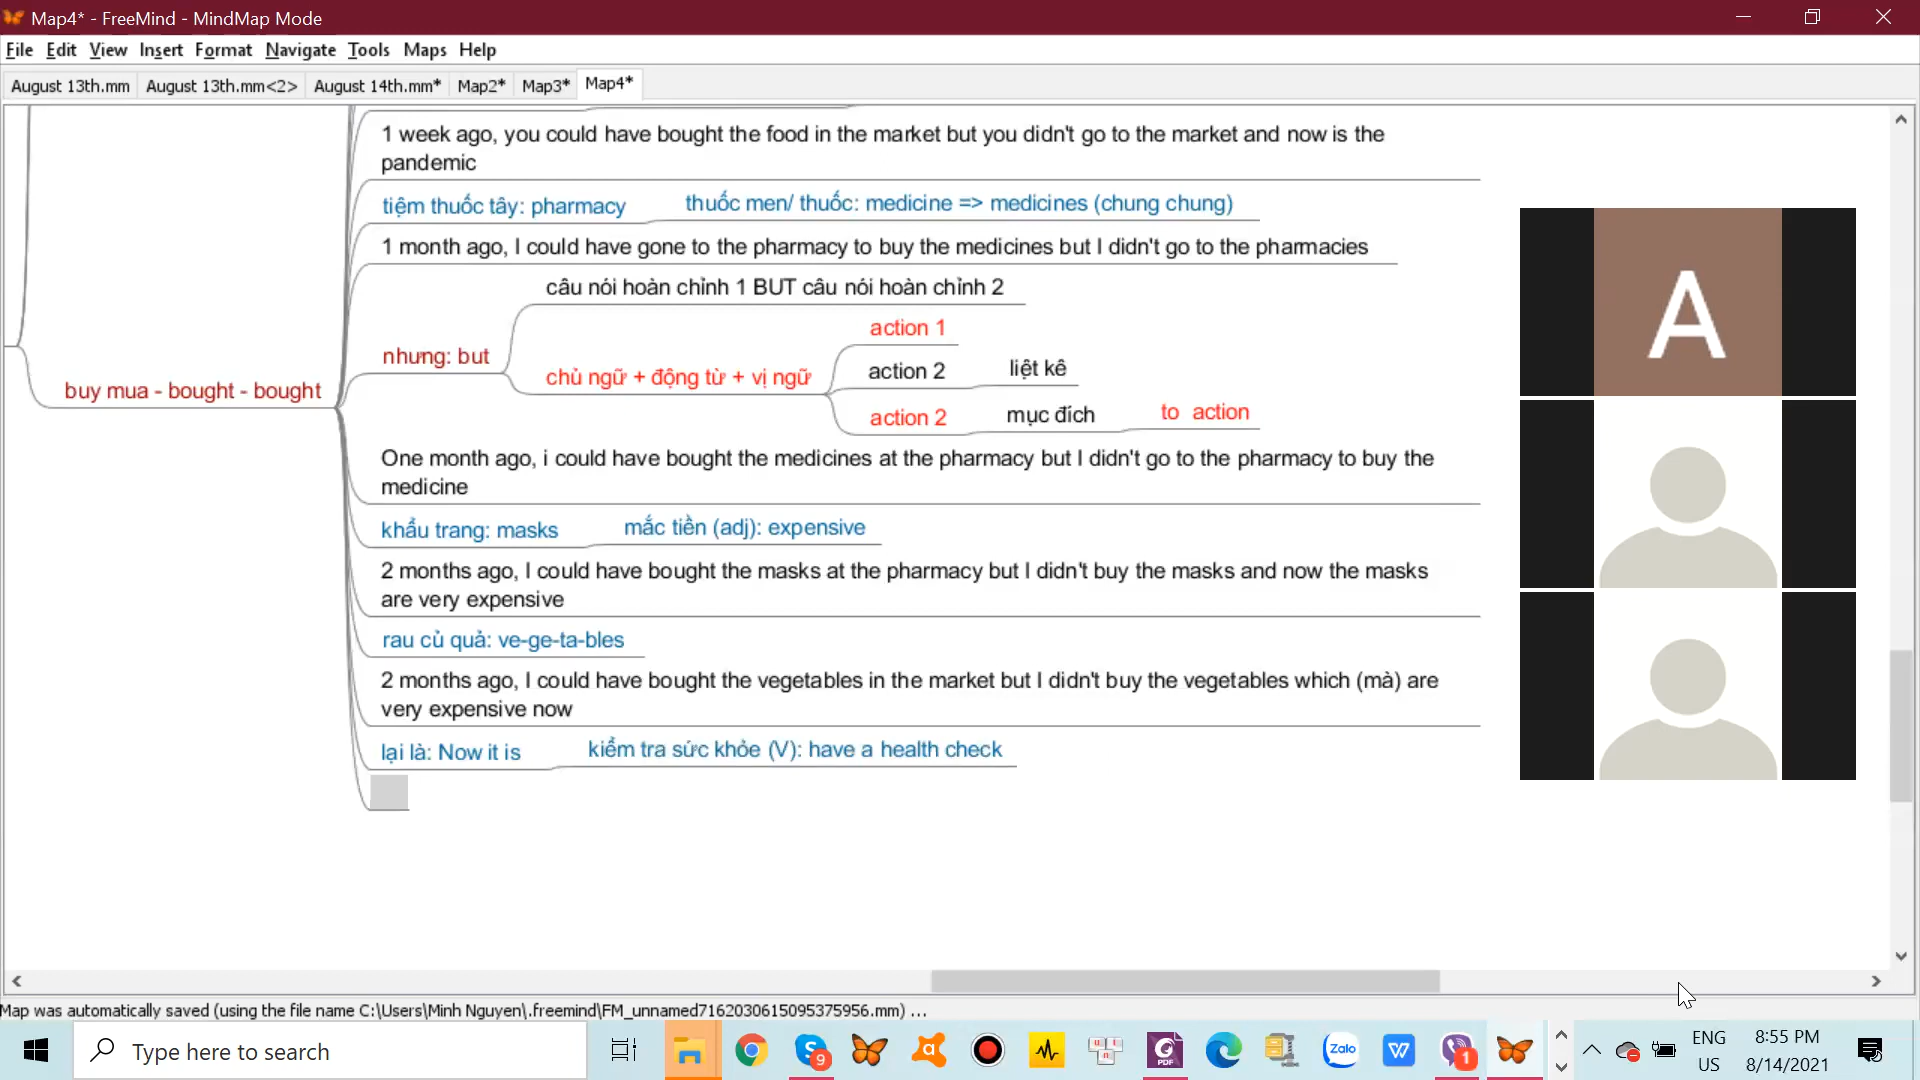 Map4* - FreeMind - MindMap Mode
File Edit View Insert Format Navigate Tools Maps Help
August 13th.mm August 13th.mm<2> August 14th.mm* Map2* Map3* Map4*
1 week ago, you could have bought the food in the market but you didn't go to the market and now is the
pandemic
tiệm thuốc tây: pharmacy thuốc men/ thuốc: medicine => medicines (chung chung)
1 month ago, I could have gone to the pharmacy to buy the medicines but I didn't go to the pharmacies
câu nói hoàn chỉnh 1 BUT câu nói hoàn chỉnh 2
action 1
nhưng: but
action 2 liệt kê
chủ ngữ + động từ + vị ngữ
buy mua - bought - bought
action 2 mục đích to action
One month ago, i could have bought the medicines at the pharmacy but I didn't go to the pharmacy to buy the
medicine
khẩu trang: masks mắc tiền (adj): expensive
2 months ago, I could have bought the masks at the pharmacy but I didn't buy the masks and now the masks
are very expensive
rau củ quả: ve-ge-ta-bles
2 months ago, I could have bought the vegetables in the market but I didn't buy the vegetables which (mà) are
very expensive now
lại là: Now it is kiểm tra sức khỏe (V): have a health check
A
Map was automatically saved (using the file name C:\Users\Minh Nguyen\.freemind\FM_unnamed7162030615095375956.mm) ...
Type here to search
9
Zalo
1
PDF
ENG
US
8:55 PM
8/14/2021